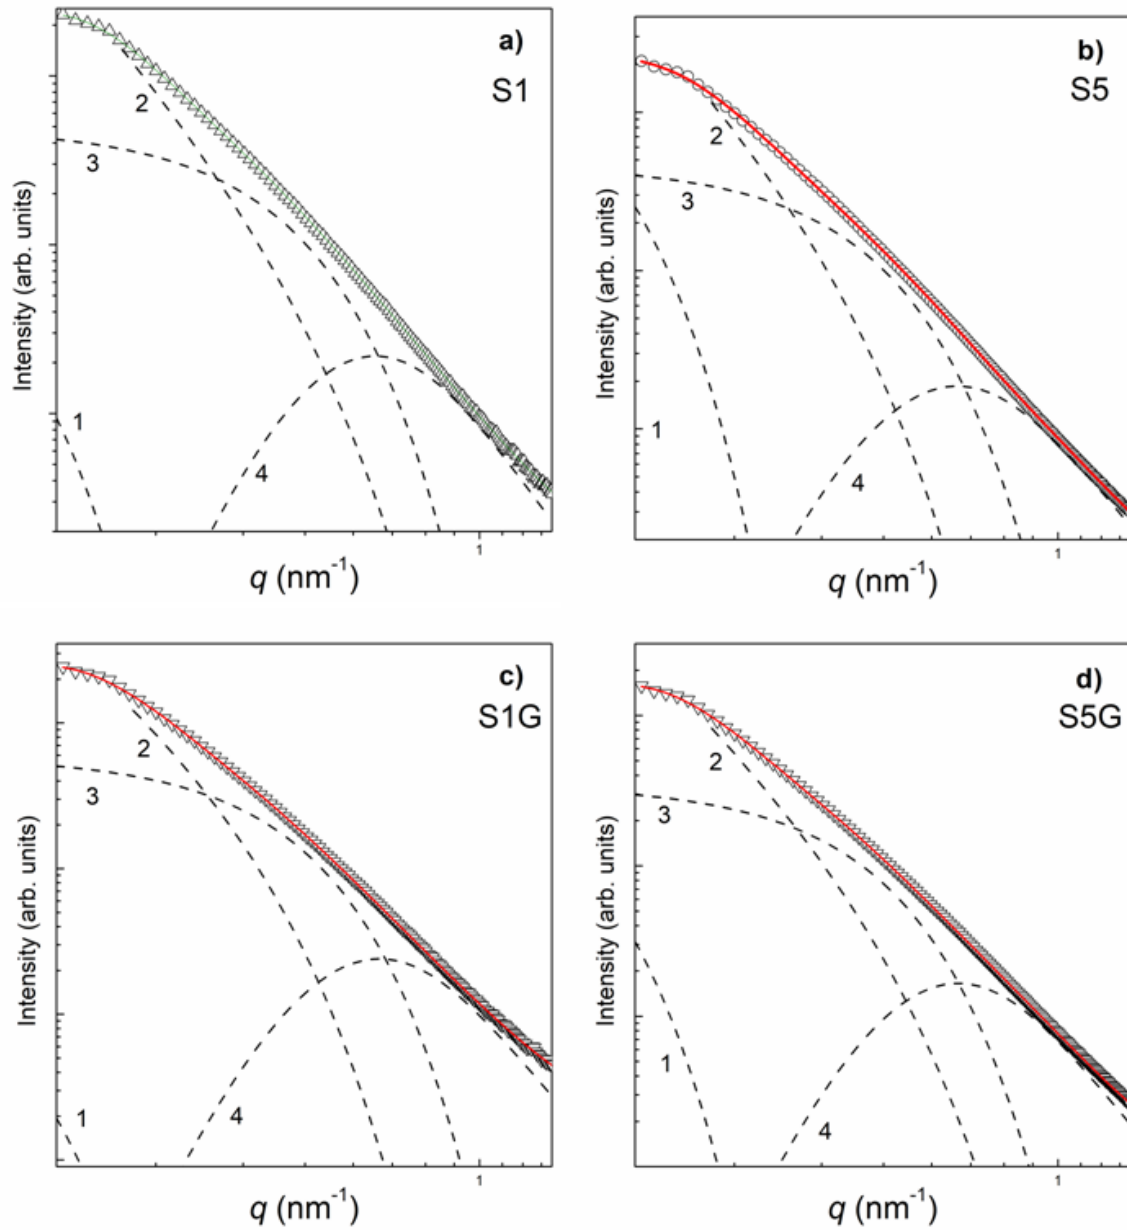 a)
S1
2
3
1
4
Intensity (arb. units)
1
q (nm⁻¹)
b)
S5
2
3
1
4
Intensity (arb. units)
1
q (nm⁻¹)
c)
S1G
2
3
1
4
Intensity (arb. units)
1
q (nm⁻¹)
d)
S5G
2
3
1
4
Intensity (arb. units)
1
q (nm⁻¹)